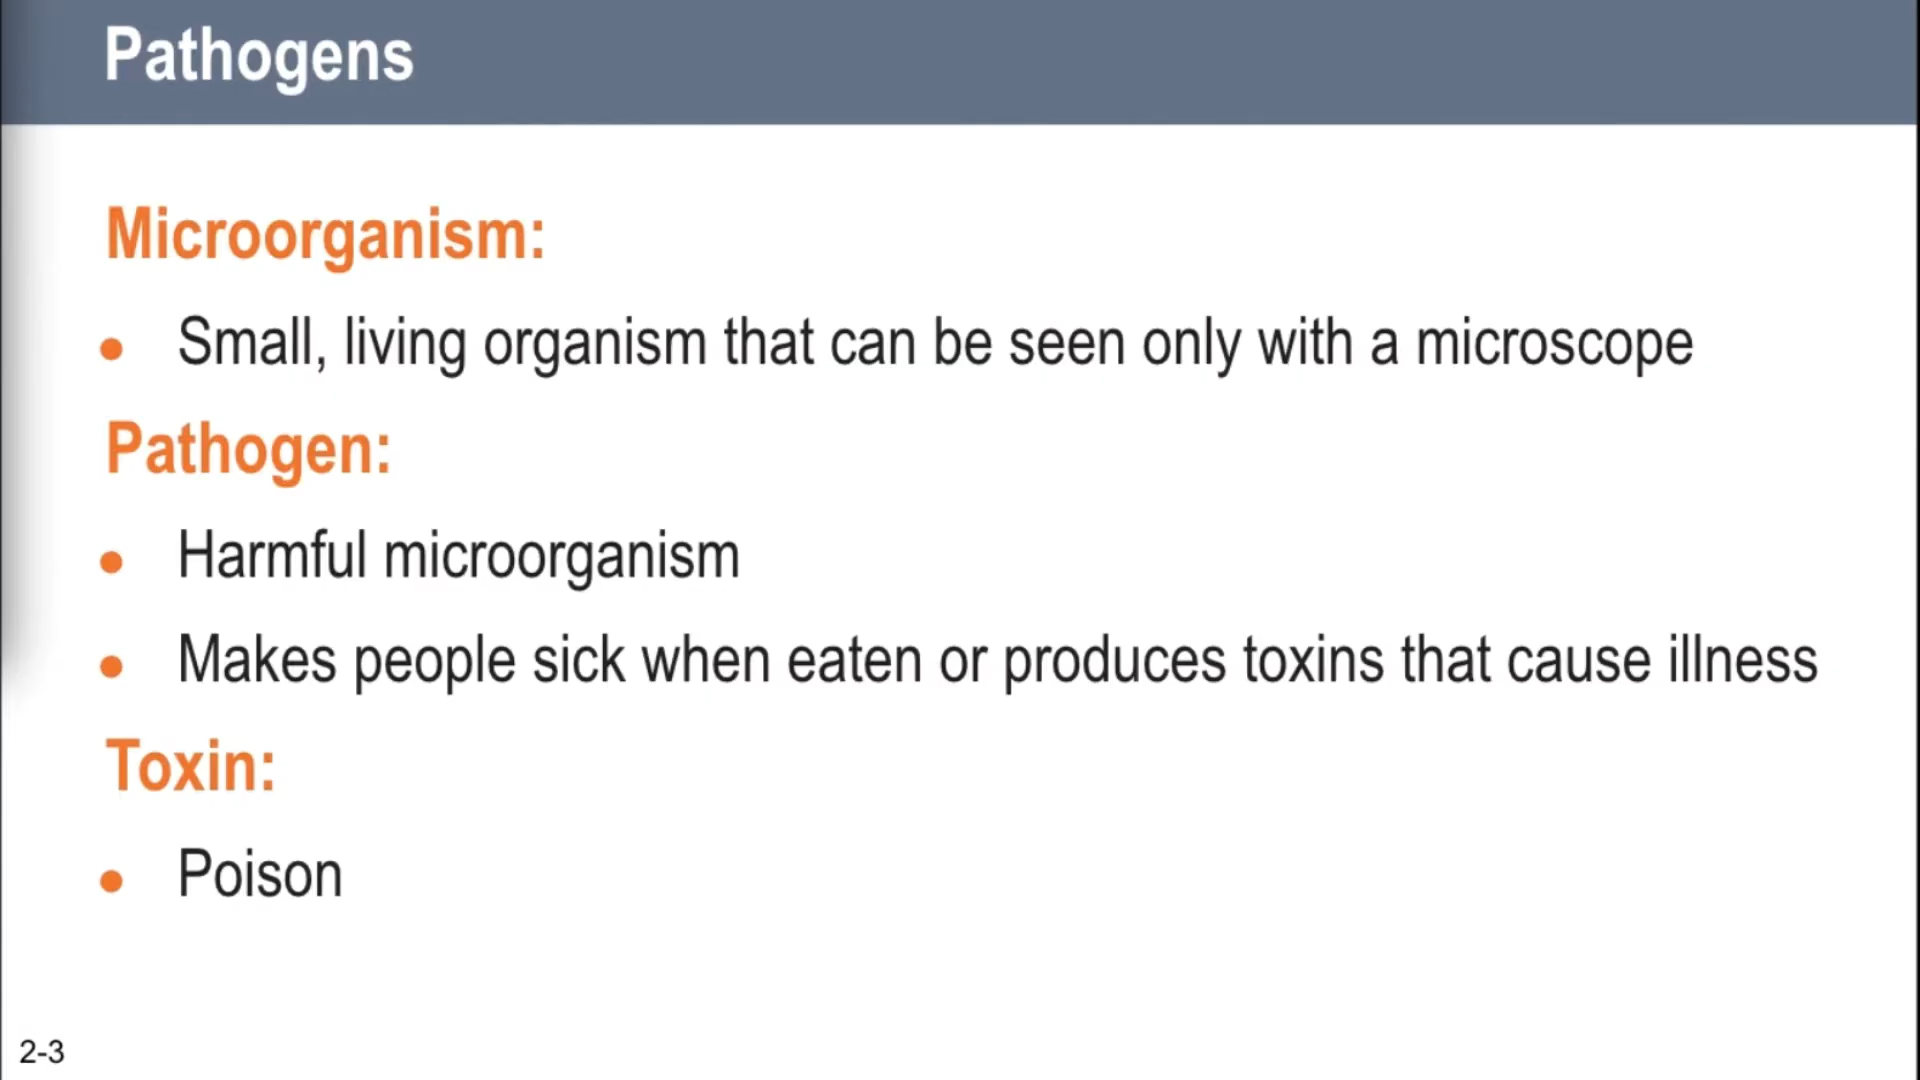 Pathogens
Microorganism:
• Small, living organism that can be seen only with a microscope
Pathogen:
• Harmful microorganism
• Makes people sick when eaten or produces toxins that cause illness
Toxin:
• Poison
2-3